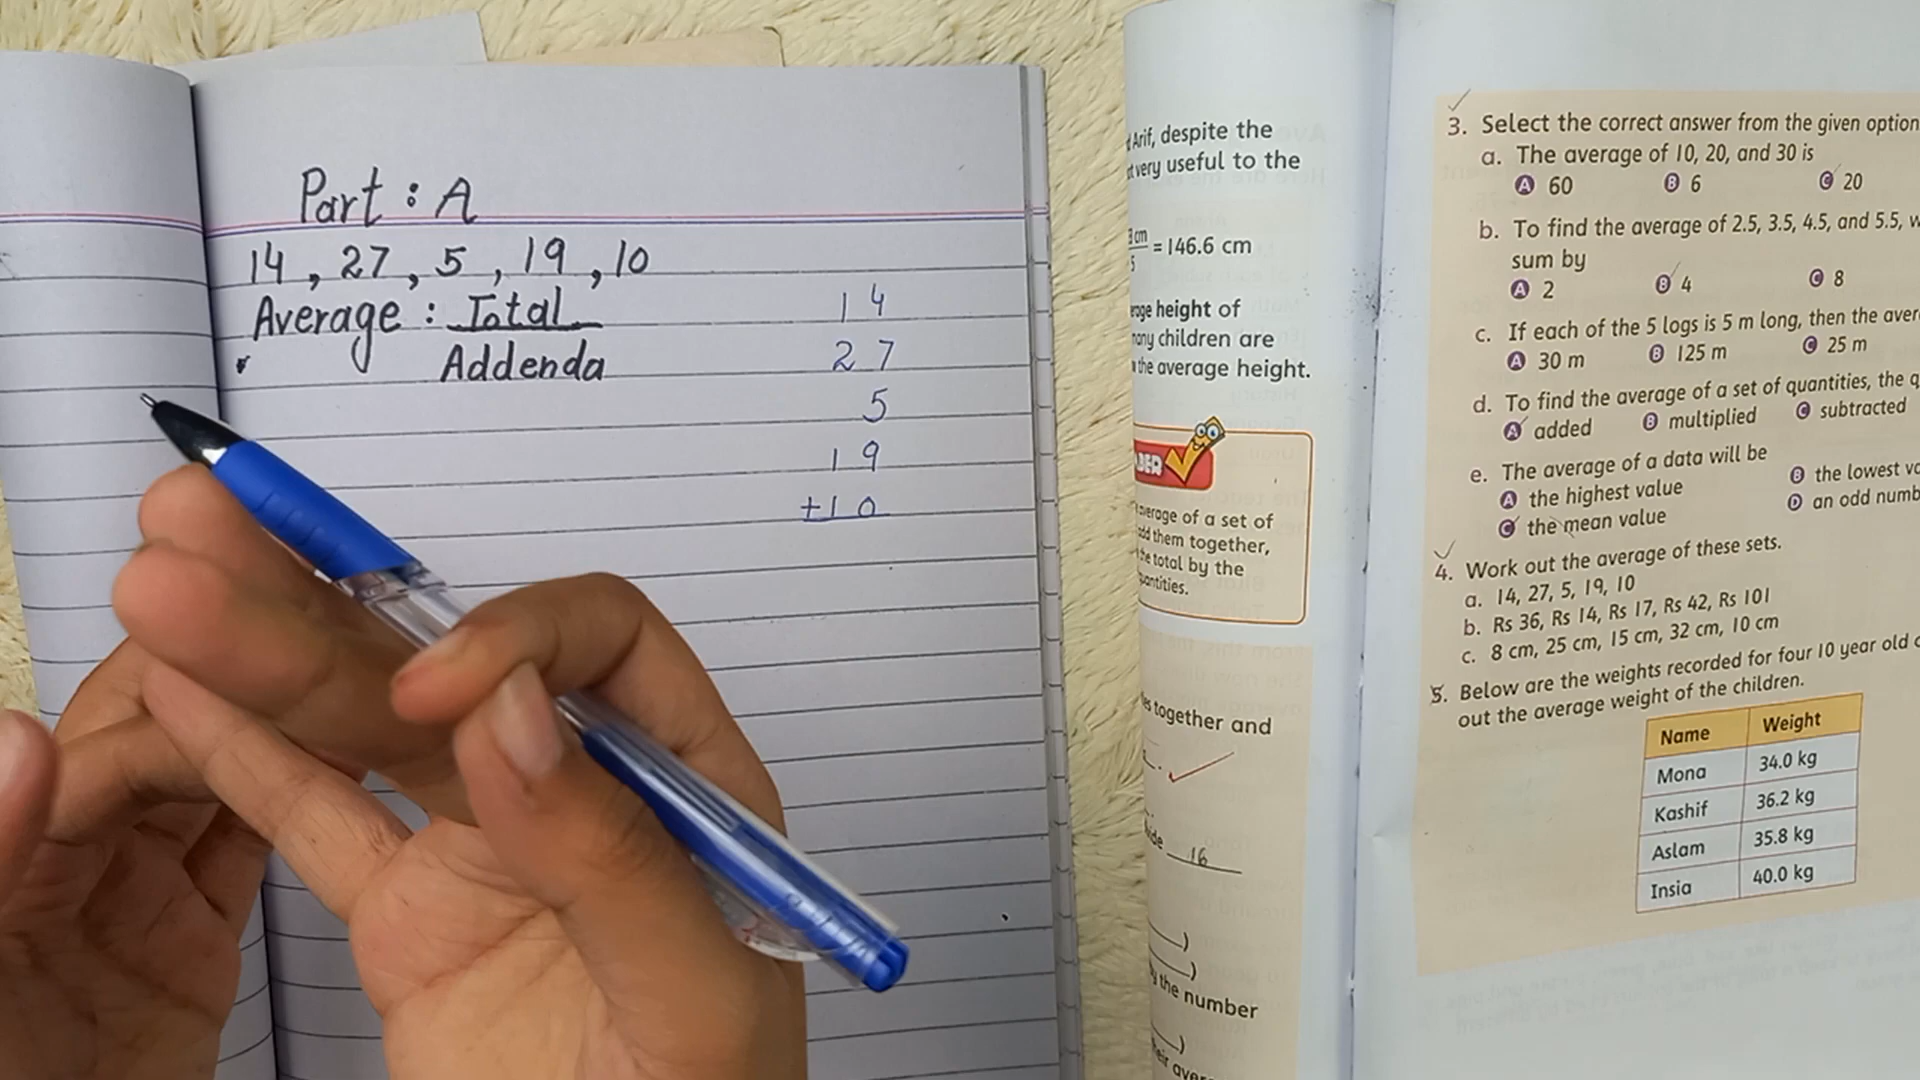 Part : A
14 , 27 , 5 , 19 , 10
Average : Total
Addenda
14
27
5
19
+10
Arif, despite the
very useful to the
cm
5
= 146.6 cm
height of
children are
the average height.
average of a set of
add them together,
the total by the
quantities.
together and
16
the number
3. Select the correct answer from the given option
a. The average of 10, 20, and 30 is
A 60 B 6 C 20
b. To find the average of 2.5, 3.5, 4.5, and 5.5, w
sum by
A 2 B 4 C 8
c. If each of the 5 logs is 5 m long, then the aver
A 30 m B 125 m C 25 m
d. To find the average of a set of quantities, the q
A added B multiplied C subtracted
e. The average of a data will be
A the highest value B the lowest va
C the mean value D an odd numb
4. Work out the average of these sets.
a. 14, 27, 5, 19, 10
b. Rs 36, Rs 14, Rs 17, Rs 42, Rs 101
c. 8 cm, 25 cm, 15 cm, 32 cm, 10 cm
5. Below are the weights recorded for four 10 year old c
out the average weight of the children.
Name Weight
Mona 34.0 kg
Kashif 36.2 kg
Aslam 35.8 kg
Insia 40.0 kg